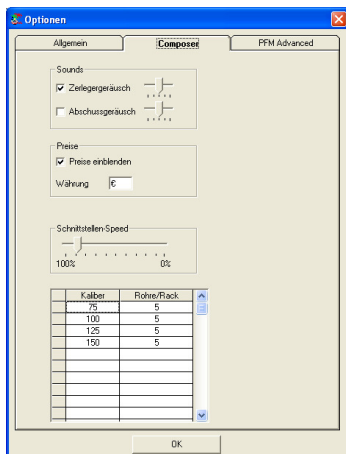 Optionen
Allgemein Composer PFM Advanced
Sounds
Zerlegergeräusch
Abschussgeräusch
Preise
Preise einblenden
Währung €
Schnittstellen-Speed
100% 0%
Kaliber Rohre/Rack
75 5
100 5
125 5
150 5
OK